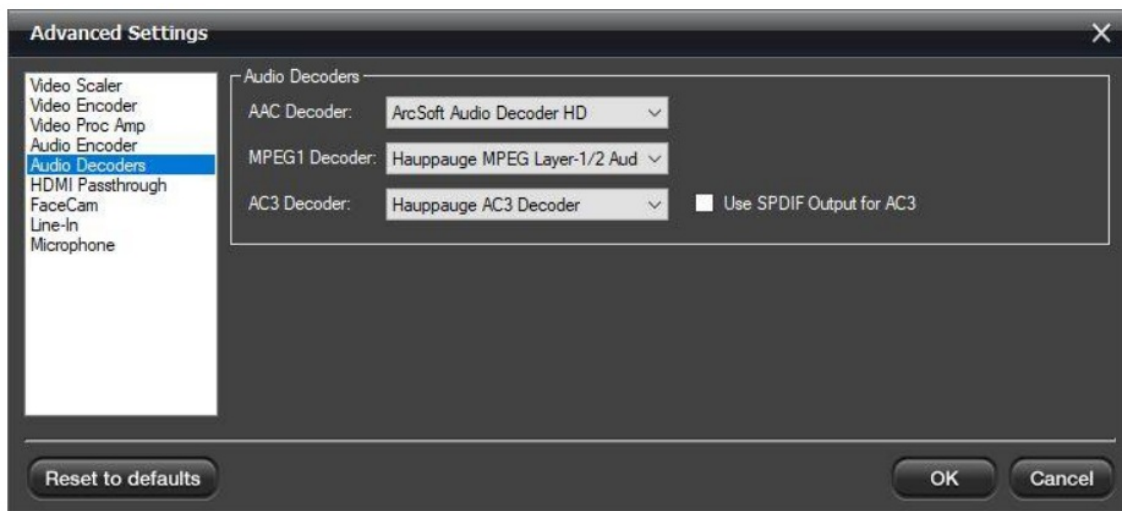 Advanced Settings
Video Scaler
Video Encoder
Video Proc Amp
Audio Encoder
Audio Decoders
HDMI Passthrough
FaceCam
Line-In
Microphone
Audio Decoders
AAC Decoder: ArcSoft Audio Decoder HD
MPEG1 Decoder: Hauppauge MPEG Layer-1/2 Aud
AC3 Decoder: Hauppauge AC3 Decoder Use SPDIF Output for AC3
Reset to defaults OK Cancel